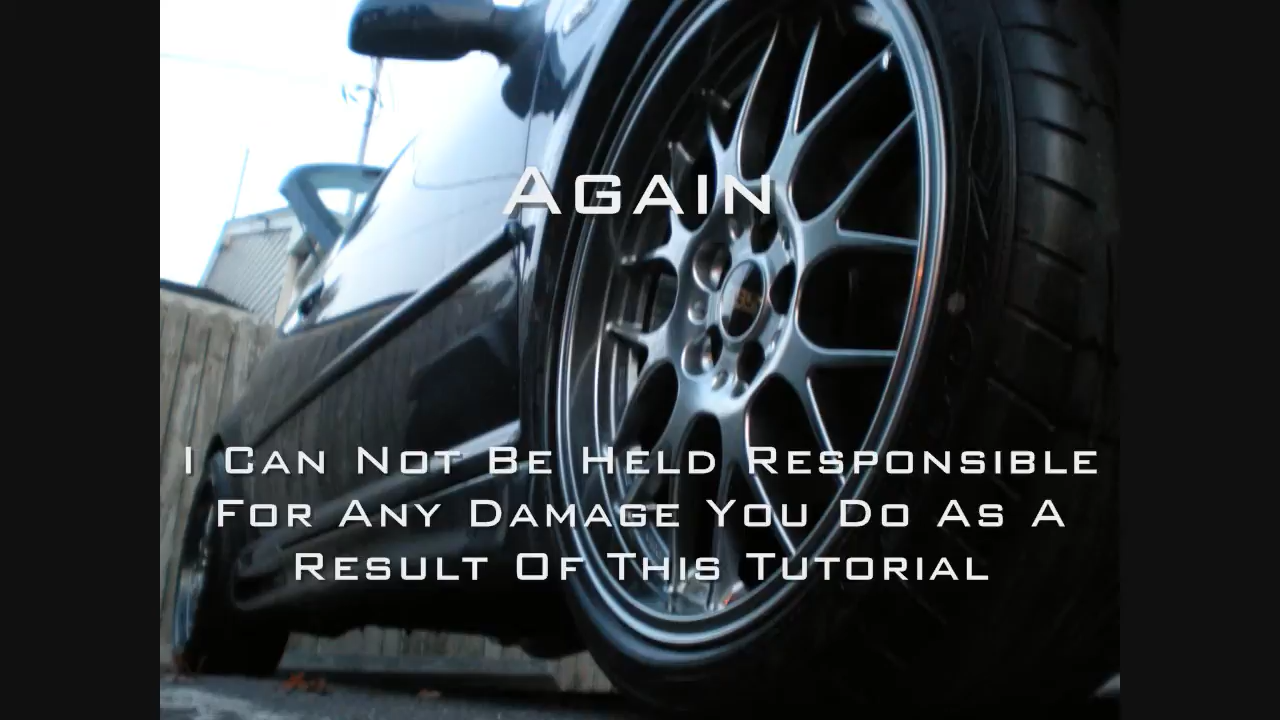 Again
I Can Not Be Held Responsible
For Any Damage You Do As A
Result Of This Tutorial